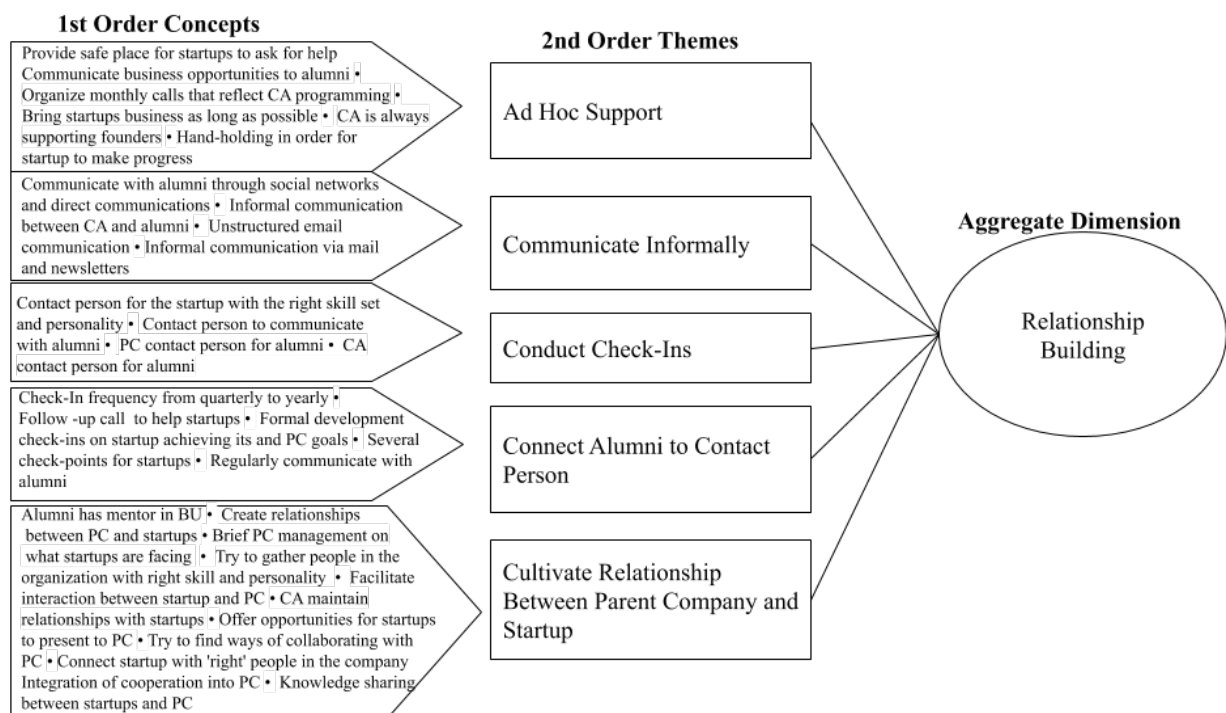 1st Order Concepts
Provide safe place for startups to ask for help
Communicate business opportunities to alumni •
Organize monthly calls that reflect CA programming •
Bring startups business as long as possible • CA is always
supporting founders • Hand-holding in order for
startup to make progress
Communicate with alumni through social networks
and direct communications • Informal communication
between CA and alumni • Unstructured email
communication • Informal communication via mail
and newsletters
Contact person for the startup with the right skill set
and personality • Contact person to communicate
with alumni • PC contact person for alumni • CA
contact person for alumni
Check-In frequency from quarterly to yearly •
Follow -up call to help startups • Formal development
check-ins on startup achieving its and PC goals • Several
check-points for startups • Regularly communicate with
alumni
Alumni has mentor in BU • Create relationships
between PC and startups • Brief PC management on
what startups are facing • Try to gather people in the
organization with right skill and personality • Facilitate
interaction between startup and PC • CA maintain
relationships with startups • Offer opportunities for startups
to present to PC • Try to find ways of collaborating with
PC • Connect startup with 'right' people in the company
Integration of cooperation into PC • Knowledge sharing
between startups and PC
2nd Order Themes
Ad Hoc Support
Communicate Informally
Conduct Check-Ins
Connect Alumni to Contact
Person
Cultivate Relationship
Between Parent Company and
Startup
Aggregate Dimension
Relationship
Building